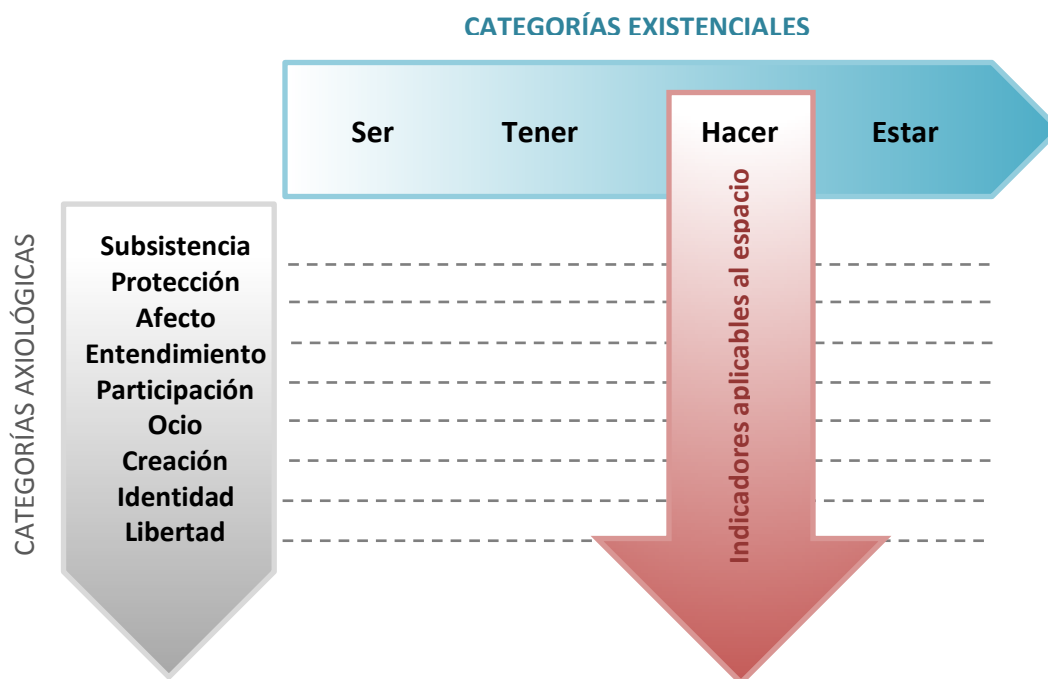 CATEGORÍAS EXISTENCIALES
Ser
Tener
Hacer
Estar
CATEGORÍAS AXIOLÓGICAS
Subsistencia
Protección
Afecto
Entendimiento
Participación
Ocio
Creación
Identidad
Libertad
Indicadores aplicables al espacio